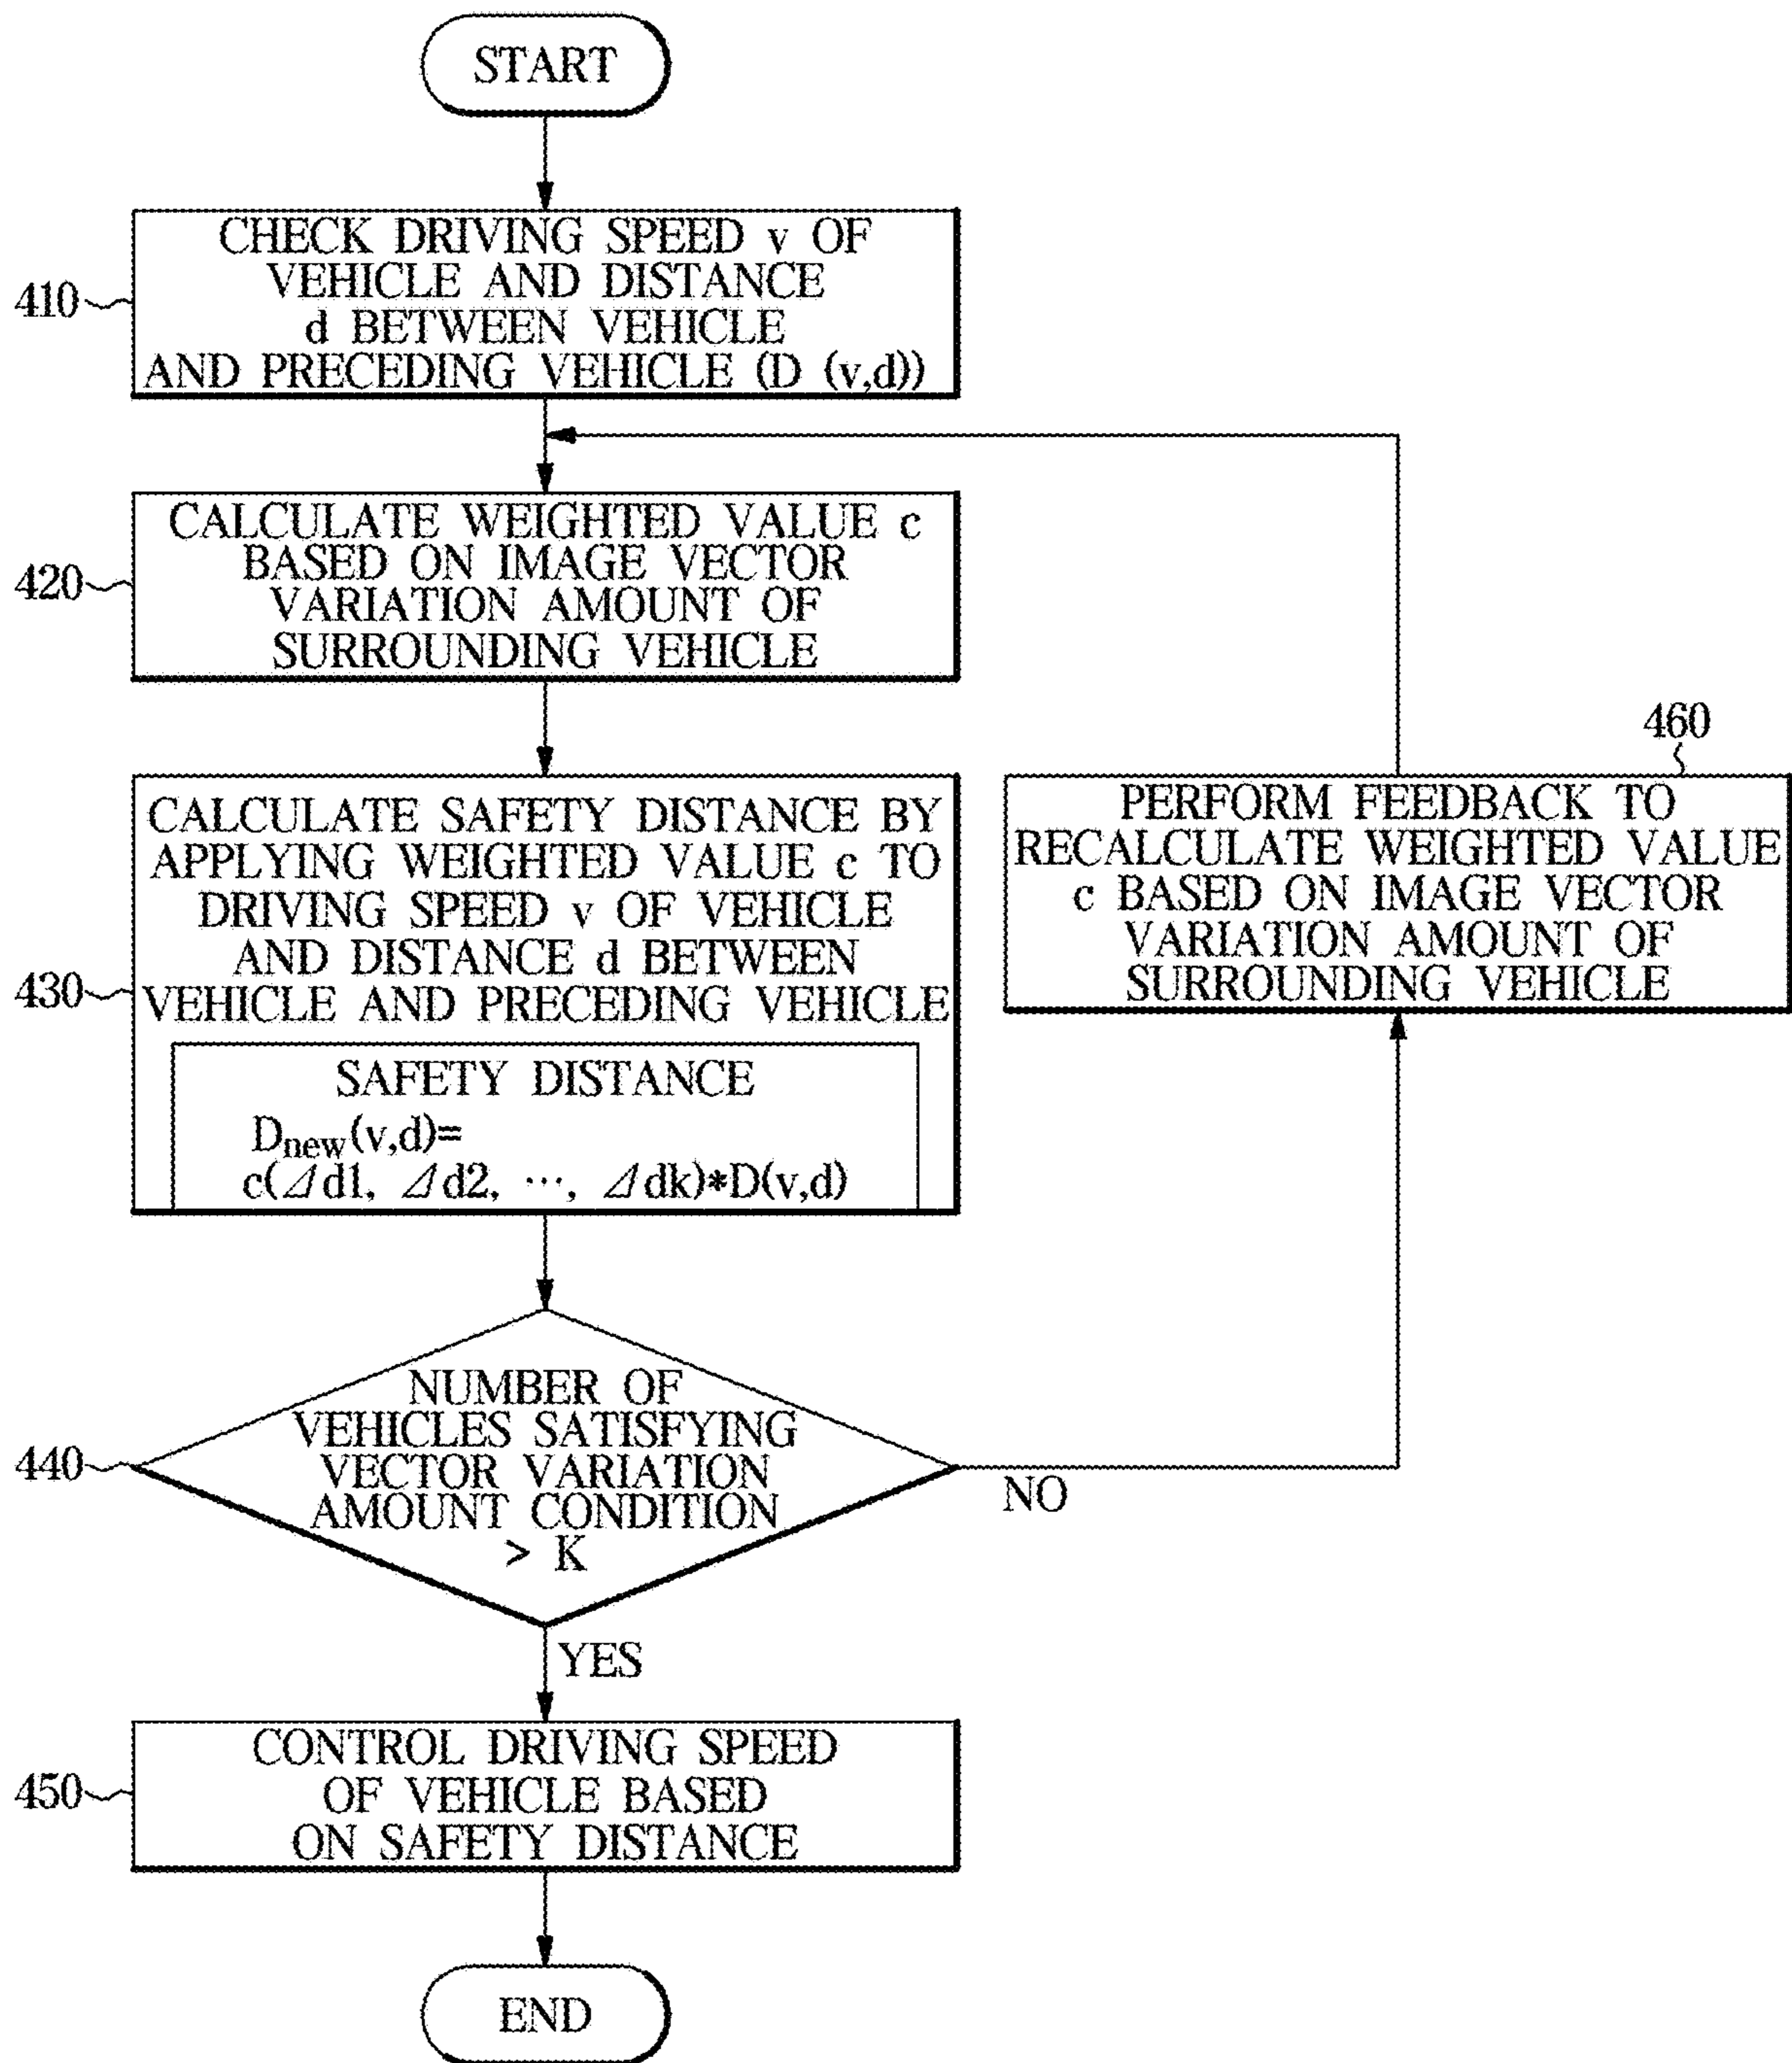 START
410
CHECK DRIVING SPEED v OF
VEHICLE AND DISTANCE
d BETWEEN VEHICLE
AND PRECEDING VEHICLE (D (v,d))
420
CALCULATE WEIGHTED VALUE c
BASED ON IMAGE VECTOR
VARIATION AMOUNT OF
SURROUNDING VEHICLE
430
CALCULATE SAFETY DISTANCE BY
APPLYING WEIGHTED VALUE c TO
DRIVING SPEED v OF VEHICLE
AND DISTANCE d BETWEEN
VEHICLE AND PRECEDING VEHICLE
SAFETY DISTANCE
Dnew(v,d)=
c(⊿d1, ⊿d2, ⋯, ⊿dk)*D(v,d)
460
PERFORM FEEDBACK TO
RECALCULATE WEIGHTED VALUE
c BASED ON IMAGE VECTOR
VARIATION AMOUNT OF
SURROUNDING VEHICLE
440
NUMBER OF
VEHICLES SATISFYING
VECTOR VARIATION
AMOUNT CONDITION
> K
NO
YES
450
CONTROL DRIVING SPEED
OF VEHICLE BASED
ON SAFETY DISTANCE
END